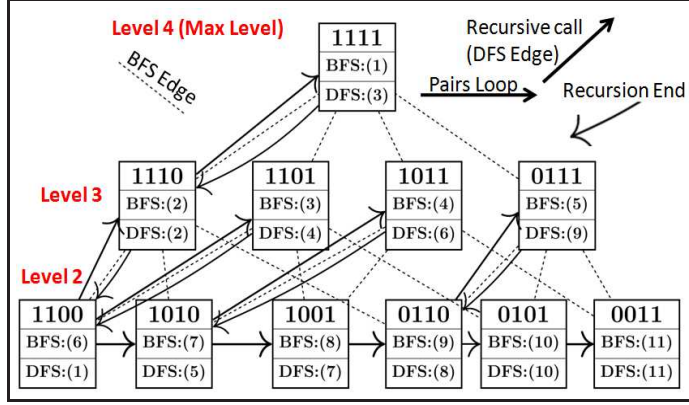 Level 4 (Max Level)
1111
BFS:(1)
DFS:(3)
BFS Edge
Recursive call
(DFS Edge)
Pairs Loop
Recursion End
Level 3
1110
BFS:(2)
DFS:(2)
1101
BFS:(3)
DFS:(4)
1011
BFS:(4)
DFS:(6)
0111
BFS:(5)
DFS:(9)
Level 2
1100
BFS:(6)
DFS:(1)
1010
BFS:(7)
DFS:(5)
1001
BFS:(8)
DFS:(7)
0110
BFS:(9)
DFS:(8)
0101
BFS:(10)
DFS:(10)
0011
BFS:(11)
DFS:(11)